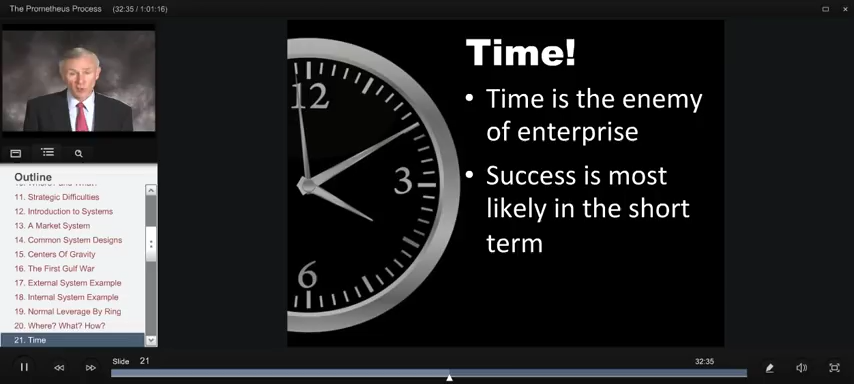 The Prometheus Process (32:35 / 1:01:16)
Time!
• Time is the enemy
of enterprise
• Success is most
likely in the short
term
12
3
6
Outline
11. Strategic Difficulties
12. Introduction to Systems
13. A Market System
14. Common System Designs
15. Centers Of Gravity
16. The First Gulf War
17. External System Example
18. Internal System Example
19. Normal Leverage By Ring
20. Where? What? How?
21. Time
Slide 21
32:35